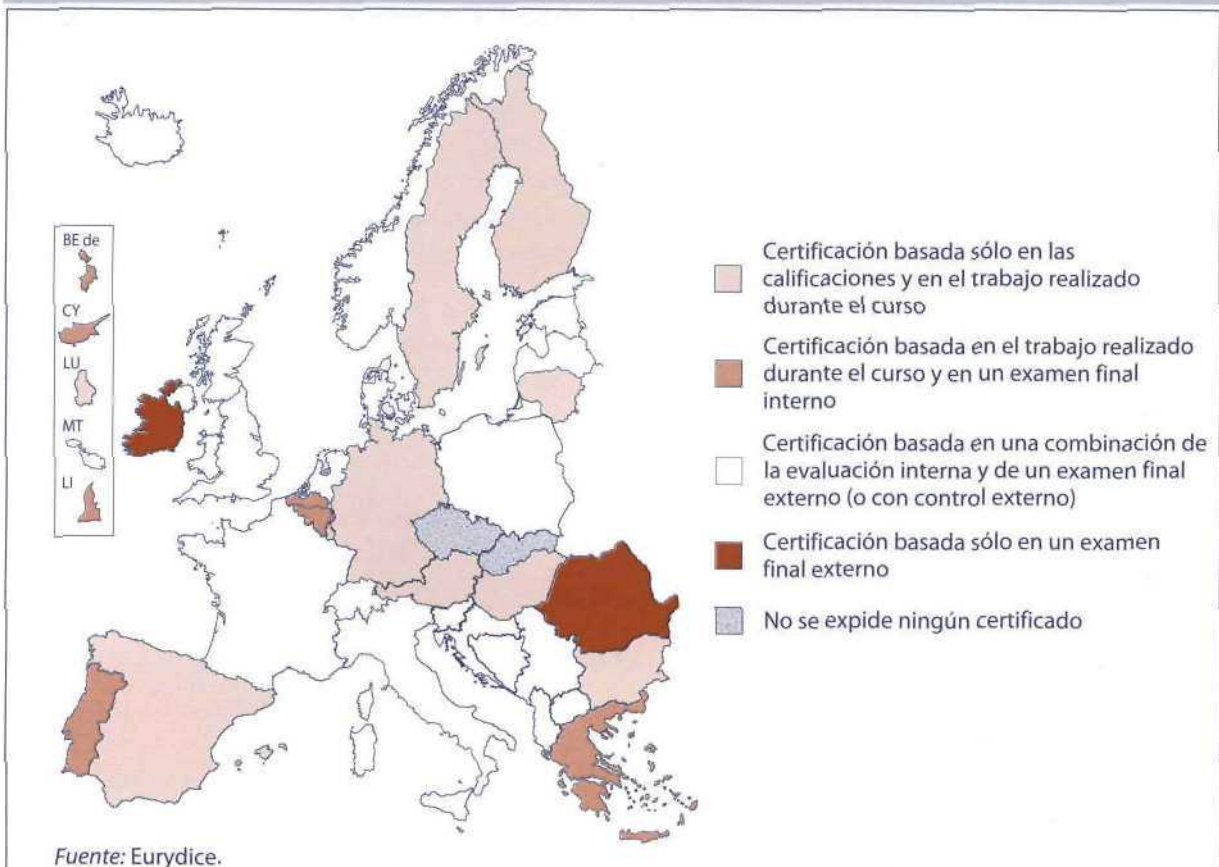 BE de
CY
LU
MT
LI
Certificación basada sólo en las
calificaciones y en el trabajo realizado
durante el curso
Certificación basada en el trabajo realizado
durante el curso y en un examen final
interno
Certificación basada en una combinación de
la evaluación interna y de un examen final
externo (o con control externo)
Certificación basada sólo en un examen
final externo
No se expide ningún certificado
Fuente: Eurydice.